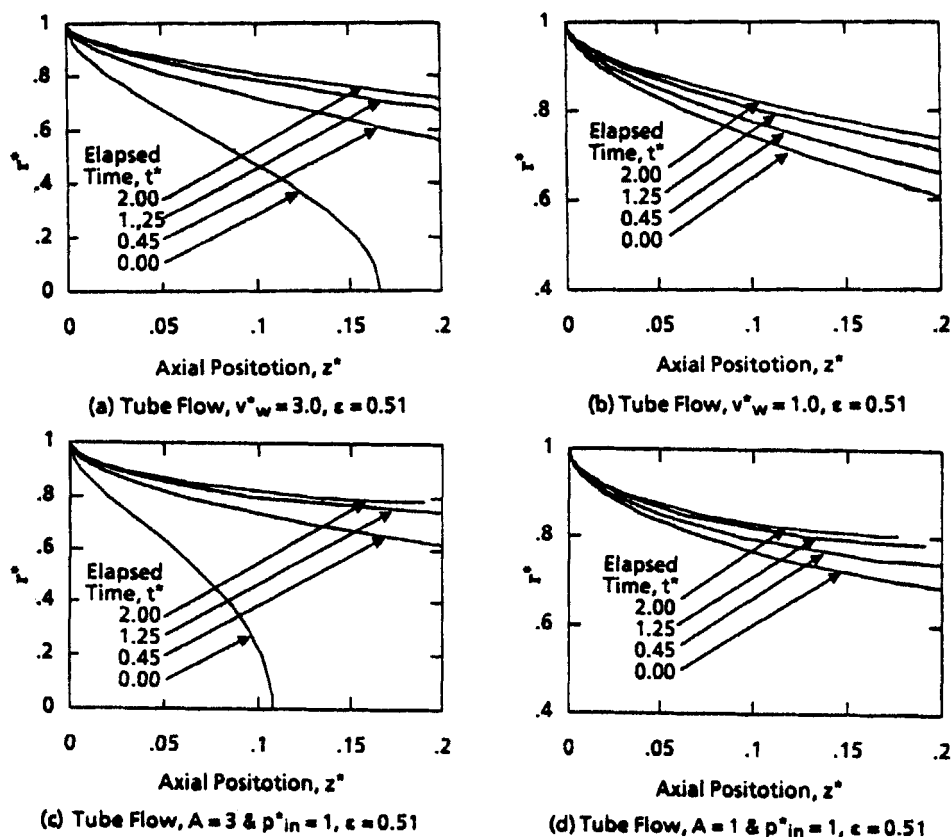 1
.8
.6
.4
.2
0
r*
Elapsed
Time, t*
2.00
1.,25
0.45
0.00
0 .05 .1 .15 .2
Axial Positotion, z*
(a) Tube Flow, v*w = 3.0, ε = 0.51
1
.8
.6
.4
r*
Elapsed
Time, t*
2.00
1.25
0.45
0.00
0 .05 .1 .15 .2
Axial Positotion, z*
(b) Tube Flow, v*w = 1.0, ε = 0.51
1
.8
.6
.4
.2
0
r*
Elapsed
Time, t*
2.00
1.25
0.45
0.00
0 .05 .1 .15 .2
Axial Positotion, z*
(c) Tube Flow, A = 3 & p*in = 1, ε = 0.51
1
.8
.6
.4
r*
Elapsed
Time, t*
2.00
1.25
0.45
0.00
0 .05 .1 .15 .2
Axial Positotion, z*
(d) Tube Flow, A = 1 & p*in = 1, ε = 0.51